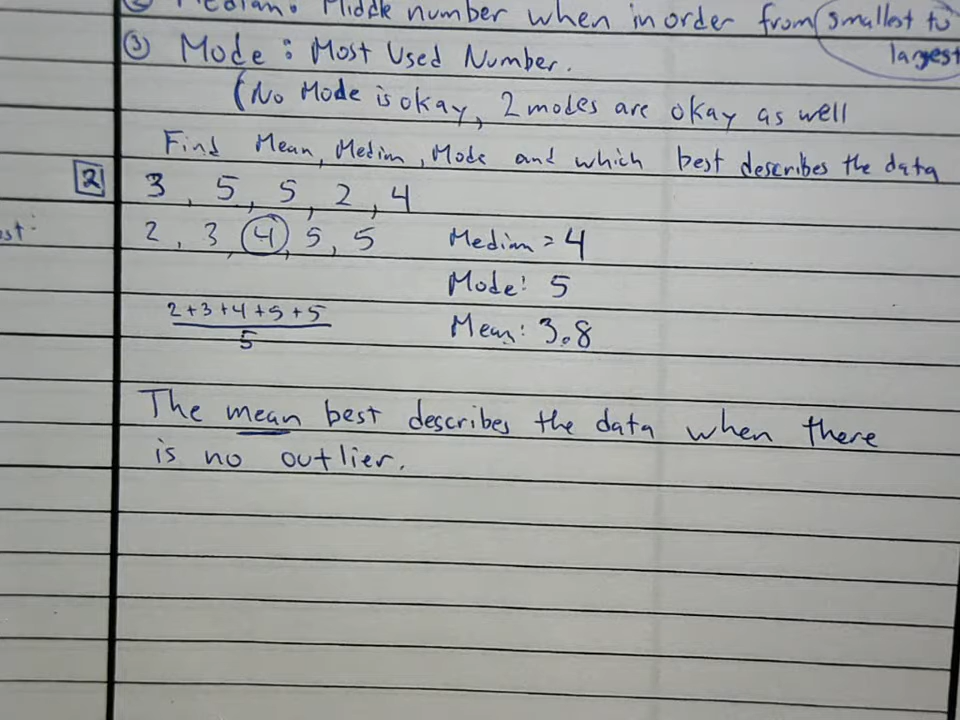 ② Median: Middle number when in order from smallest to
largest
③ Mode: Most Used Number.
(No Mode is okay, 2 modes are okay as well
Find Mean, Medim, Mode and which best describes the data
2 3, 5, 5, 2, 4
2, 3, 4, 5, 5 Medim = 4
Mode: 5
2+3+4+5+5 Mean: 3.8
5
The mean best describes the data when there
is no outlier.